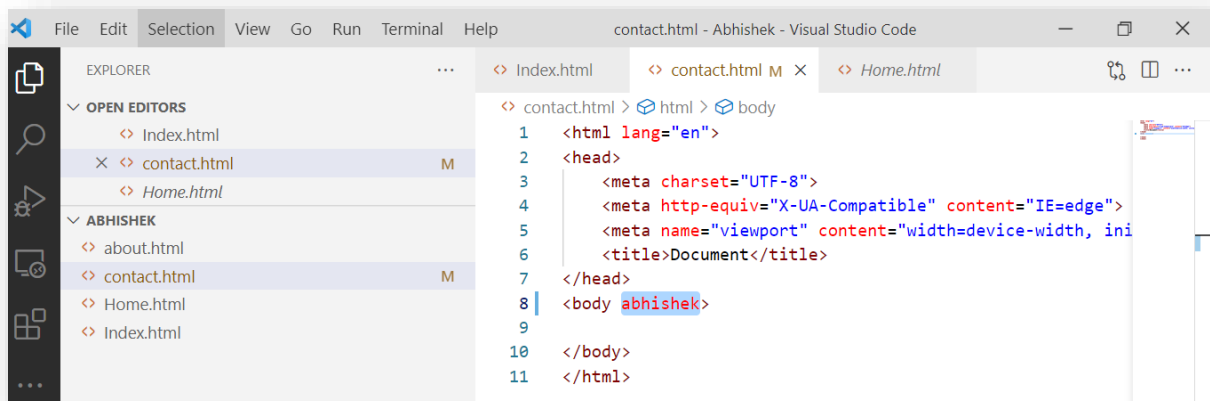 File Edit Selection View Go Run Terminal Help contact.html - Abhishek - Visual Studio Code
EXPLORER ...
OPEN EDITORS
Index.html
contact.html M
Home.html
ABHISHEK
about.html
contact.html M
Home.html
Index.html
Index.html contact.html M Home.html
contact.html > html > body
1 <html lang="en">
2 <head>
3 <meta charset="UTF-8">
4 <meta http-equiv="X-UA-Compatible" content="IE=edge">
5 <meta name="viewport" content="width=device-width, ini
6 <title>Document</title>
7 </head>
8 <body abhishek>
9
10 </body>
11 </html>